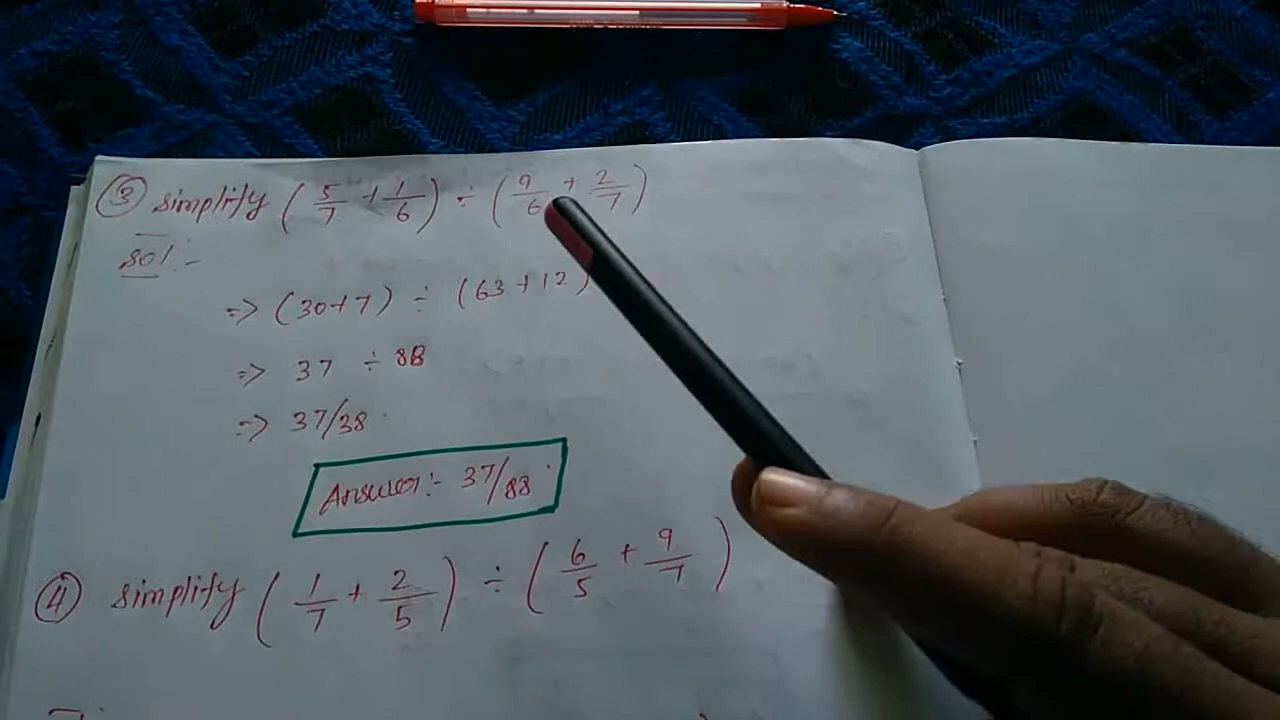 ③ Simplify (5/7 + 1/6) ÷ (9/6 + 2/7)
Sol:-
=> (30+7) ÷ (63+12)
=> 37 ÷ 88
=> 37/38
Answer:- 37/88
④ Simplify (1/7 + 2/5) ÷ (6/5 + 9/7)